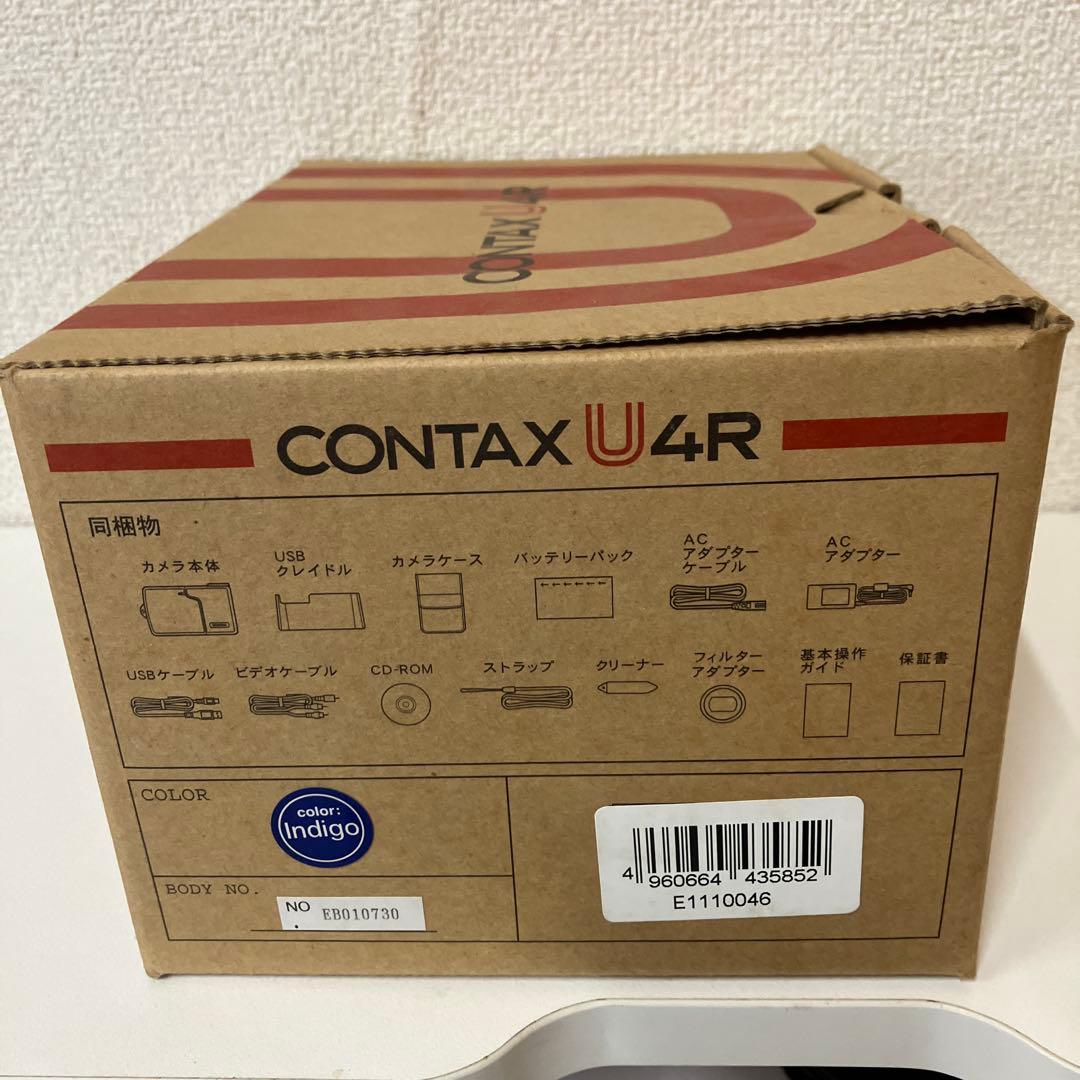 CONTAX U4R
CONTAX U4R
同梱物
カメラ本体
USB
クレイドル
カメラケース
バッテリーパック
AC
アダプター
ケーブル
AC
アダプター
USBケーブル
ビデオケーブル
CD-ROM
ストラップ
クリーナー
フィルター
アダプター
基本操作
ガイド
保証書
COLOR
color:
Indigo
BODY NO.
NO.
EB010730
4 960664 435852
E1110046